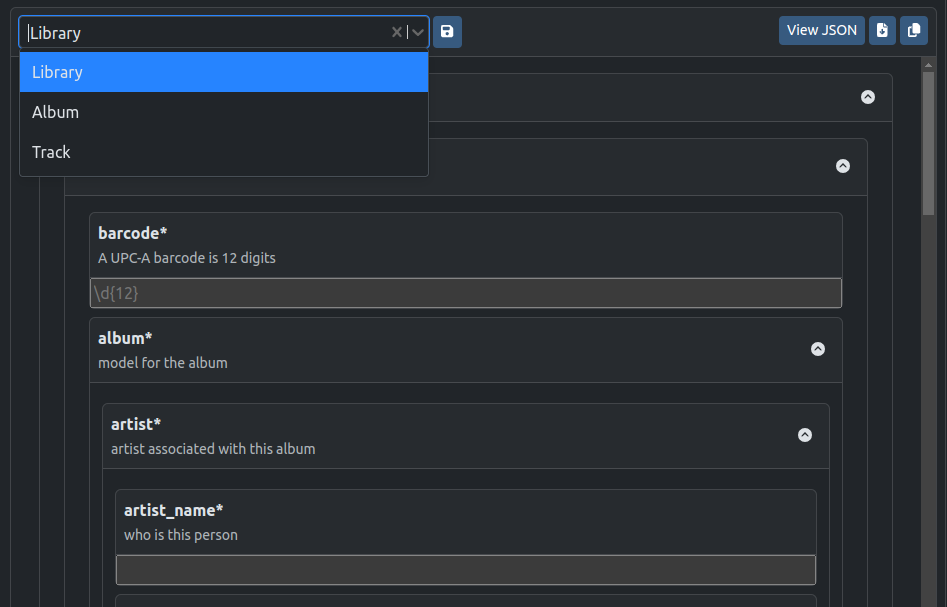 Library
View JSON
Library
Album
Track
barcode*
A UPC-A barcode is 12 digits
\d{12}
album*
model for the album
artist*
artist associated with this album
artist_name*
who is this person